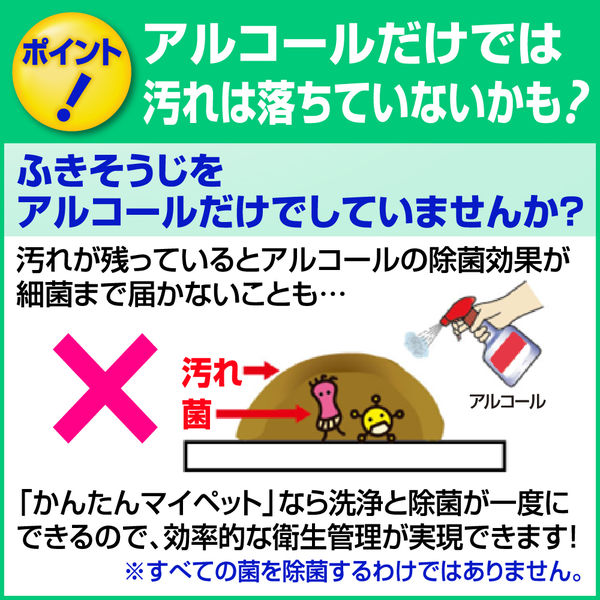 ポイント
!
アルコールだけでは
汚れは落ちていないかも?
ふきそうじを
アルコールだけでしていませんか?
汚れが残っているとアルコールの除菌効果が
細菌まで届かないことも…
汚れ
菌
アルコール
「かんたんマイペット」なら洗浄と除菌が一度に
できるので、効率的な衛生管理が実現できます!
※すべての菌を除菌するわけではありません。